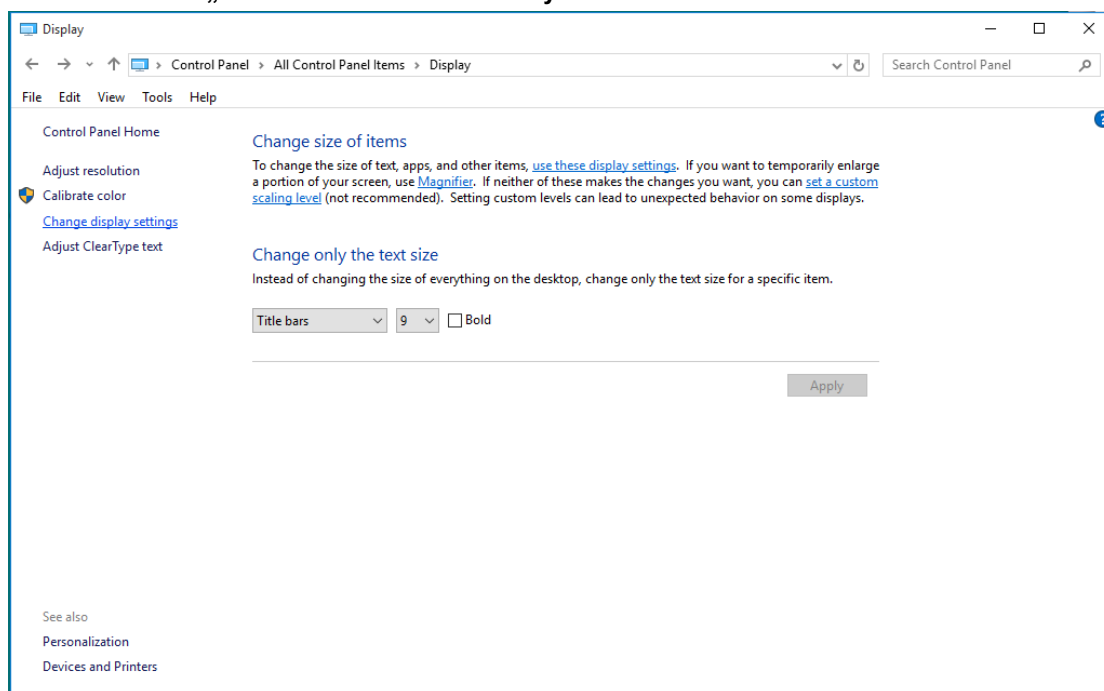 Display
Control Panel > All Control Panel Items > Display
Search Control Panel
File Edit View Tools Help
Control Panel Home
Adjust resolution
Calibrate color
Change display settings
Adjust ClearType text
Change size of items
To change the size of text, apps, and other items, use these display settings. If you want to temporarily enlarge
a portion of your screen, use Magnifier. If neither of these makes the changes you want, you can set a custom
scaling level (not recommended). Setting custom levels can lead to unexpected behavior on some displays.
Change only the text size
Instead of changing the size of everything on the desktop, change only the text size for a specific item.
Title bars 9 Bold
Apply
See also
Personalization
Devices and Printers